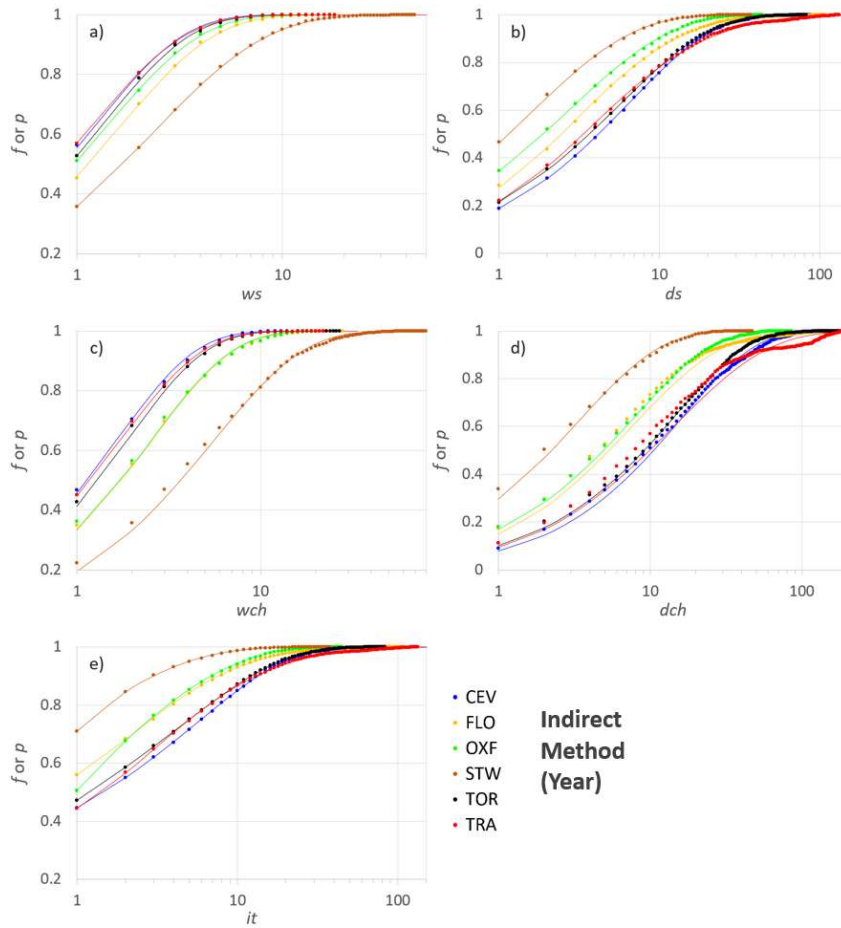 a)
f or p
1
0.8
0.6
0.4
0.2
1
10
ws
b)
f or p
1
0.8
0.6
0.4
0.2
0
1
10
100
ds
c)
f or p
1
0.8
0.6
0.4
0.2
1
10
wch
d)
f or p
1
0.8
0.6
0.4
0.2
0
1
10
100
dch
e)
f or p
1
0.8
0.6
0.4
0.2
1
10
100
it
CEV
FLO
OXF
STW
TOR
TRA
Indirect
Method
(Year)